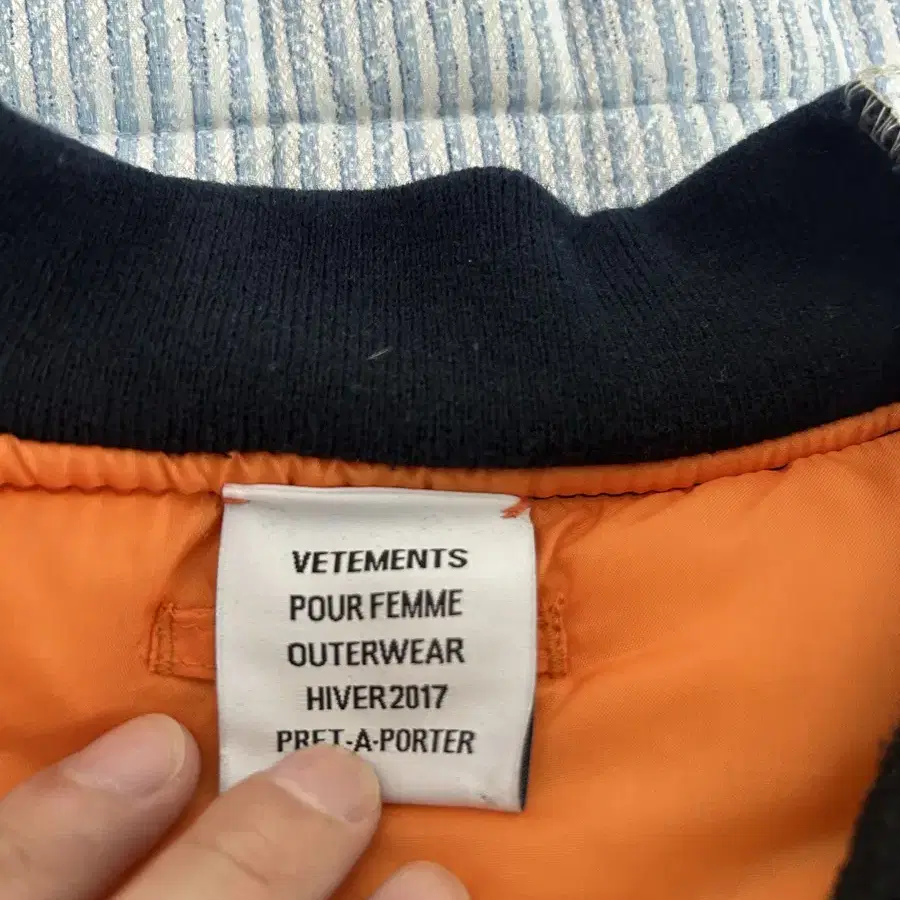 VETEMENTS
POUR FEMME
OUTERWEAR
HIVER 2017
PRET-A-PORTER